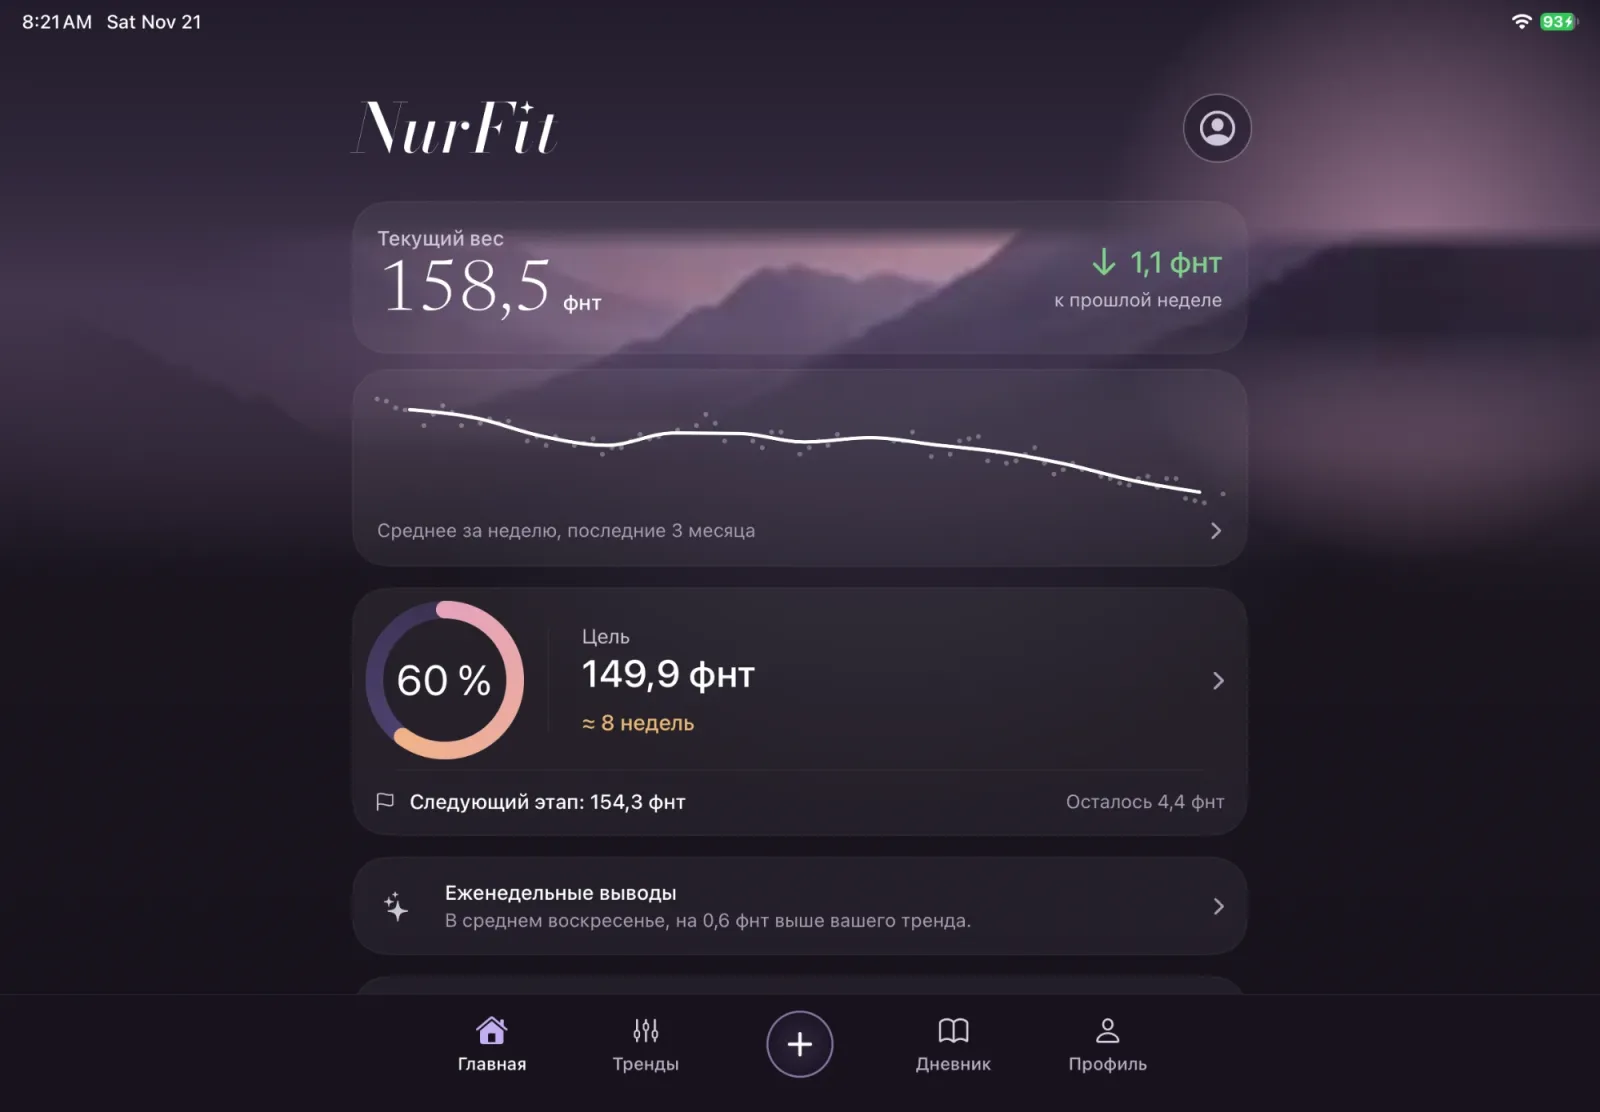 8:21 AM Sat Nov 21
93
NurFit
Текущий вес
158,5 фнт
↓ 1,1 фнт
к прошлой неделе
Среднее за неделю, последние 3 месяца
60 %
Цель
149,9 фнт
≈ 8 недель
Следующий этап: 154,3 фнт
Осталось 4,4 фнт
Еженедельные выводы
В среднем воскресенье, на 0,6 фнт выше вашего тренда.
Главная
Тренды
Дневник
Профиль